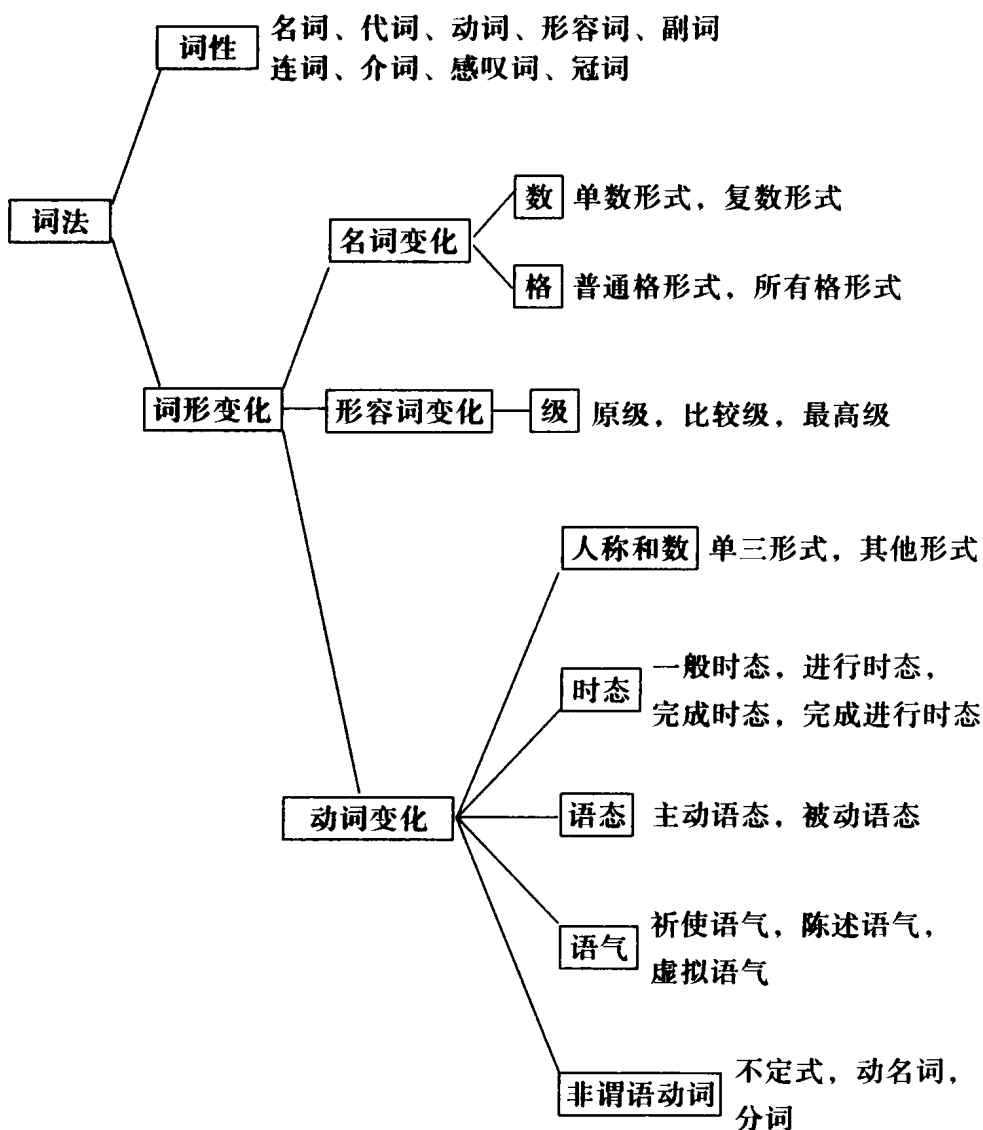 词性
名词、代词、动词、形容词、副词
连词、介词、感叹词、冠词
词法
名词变化
数 单数形式，复数形式
格 普通格形式，所有格形式
词形变化
形容词变化
级 原级，比较级，最高级
人称和数 单三形式，其他形式
时态
一般时态，进行时态，
完成时态，完成进行时态
动词变化
语态 主动语态，被动语态
语气
祈使语气，陈述语气，
虚拟语气
非谓语动词
不定式，动名词，
分词